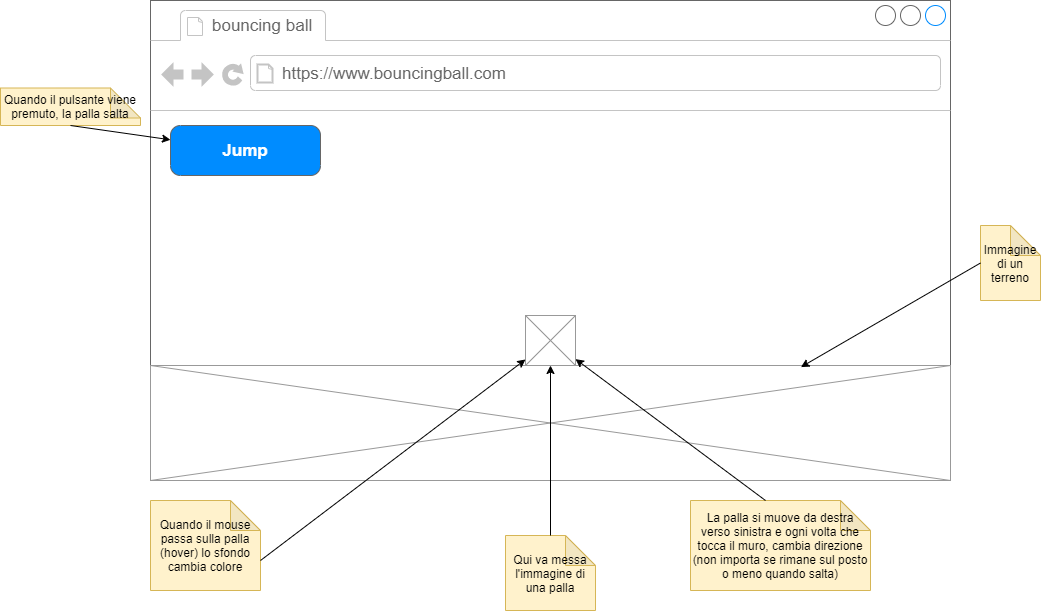 bouncing ball
https://www.bouncingball.com
Quando il pulsante viene
premuto, la palla salta
Jump
Immagine
di un
terreno
Quando il mouse
passa sulla palla
(hover) lo sfondo
cambia colore
Qui va messa
l'immagine di
una palla
La palla si muove da destra
verso sinistra e ogni volta che
tocca il muro, cambia direzione
(non importa se rimane sul posto
o meno quando salta)